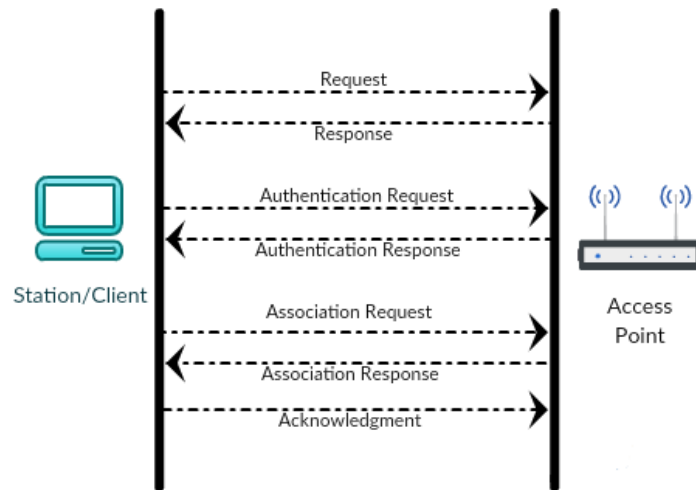 Request
Response
Authentication Request
Authentication Response
Station/Client
Association Request
Access
Point
Association Response
Acknowledgment